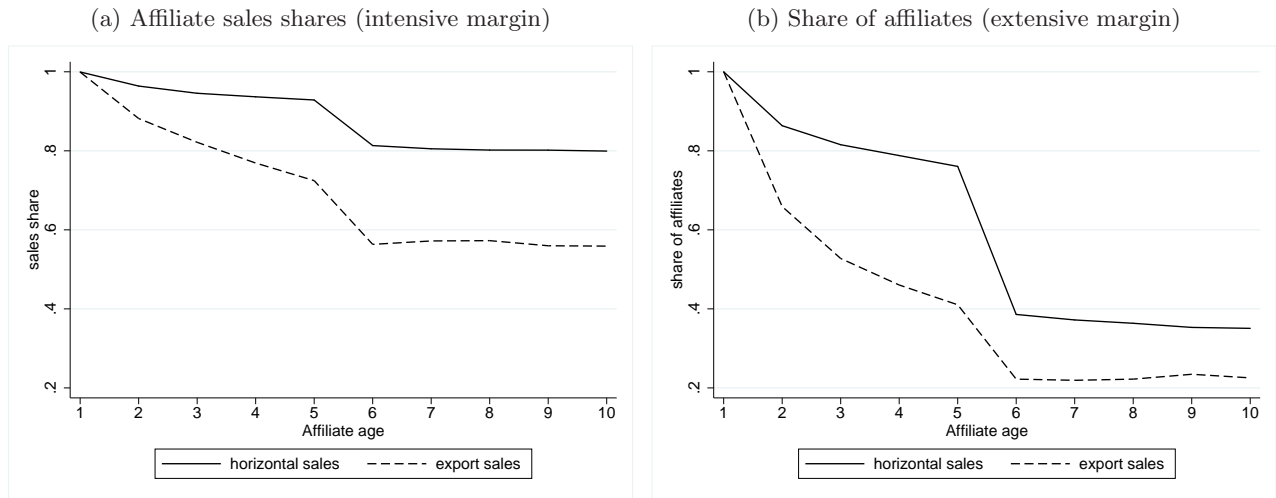 (a) Affiliate sales shares (intensive margin)
sales share
1
.8
.6
.4
.2
1 2 3 4 5 6 7 8 9 10
Affiliate age
horizontal sales export sales
(b) Share of affiliates (extensive margin)
share of affiliates
1
.8
.6
.4
.2
1 2 3 4 5 6 7 8 9 10
Affiliate age
horizontal sales export sales